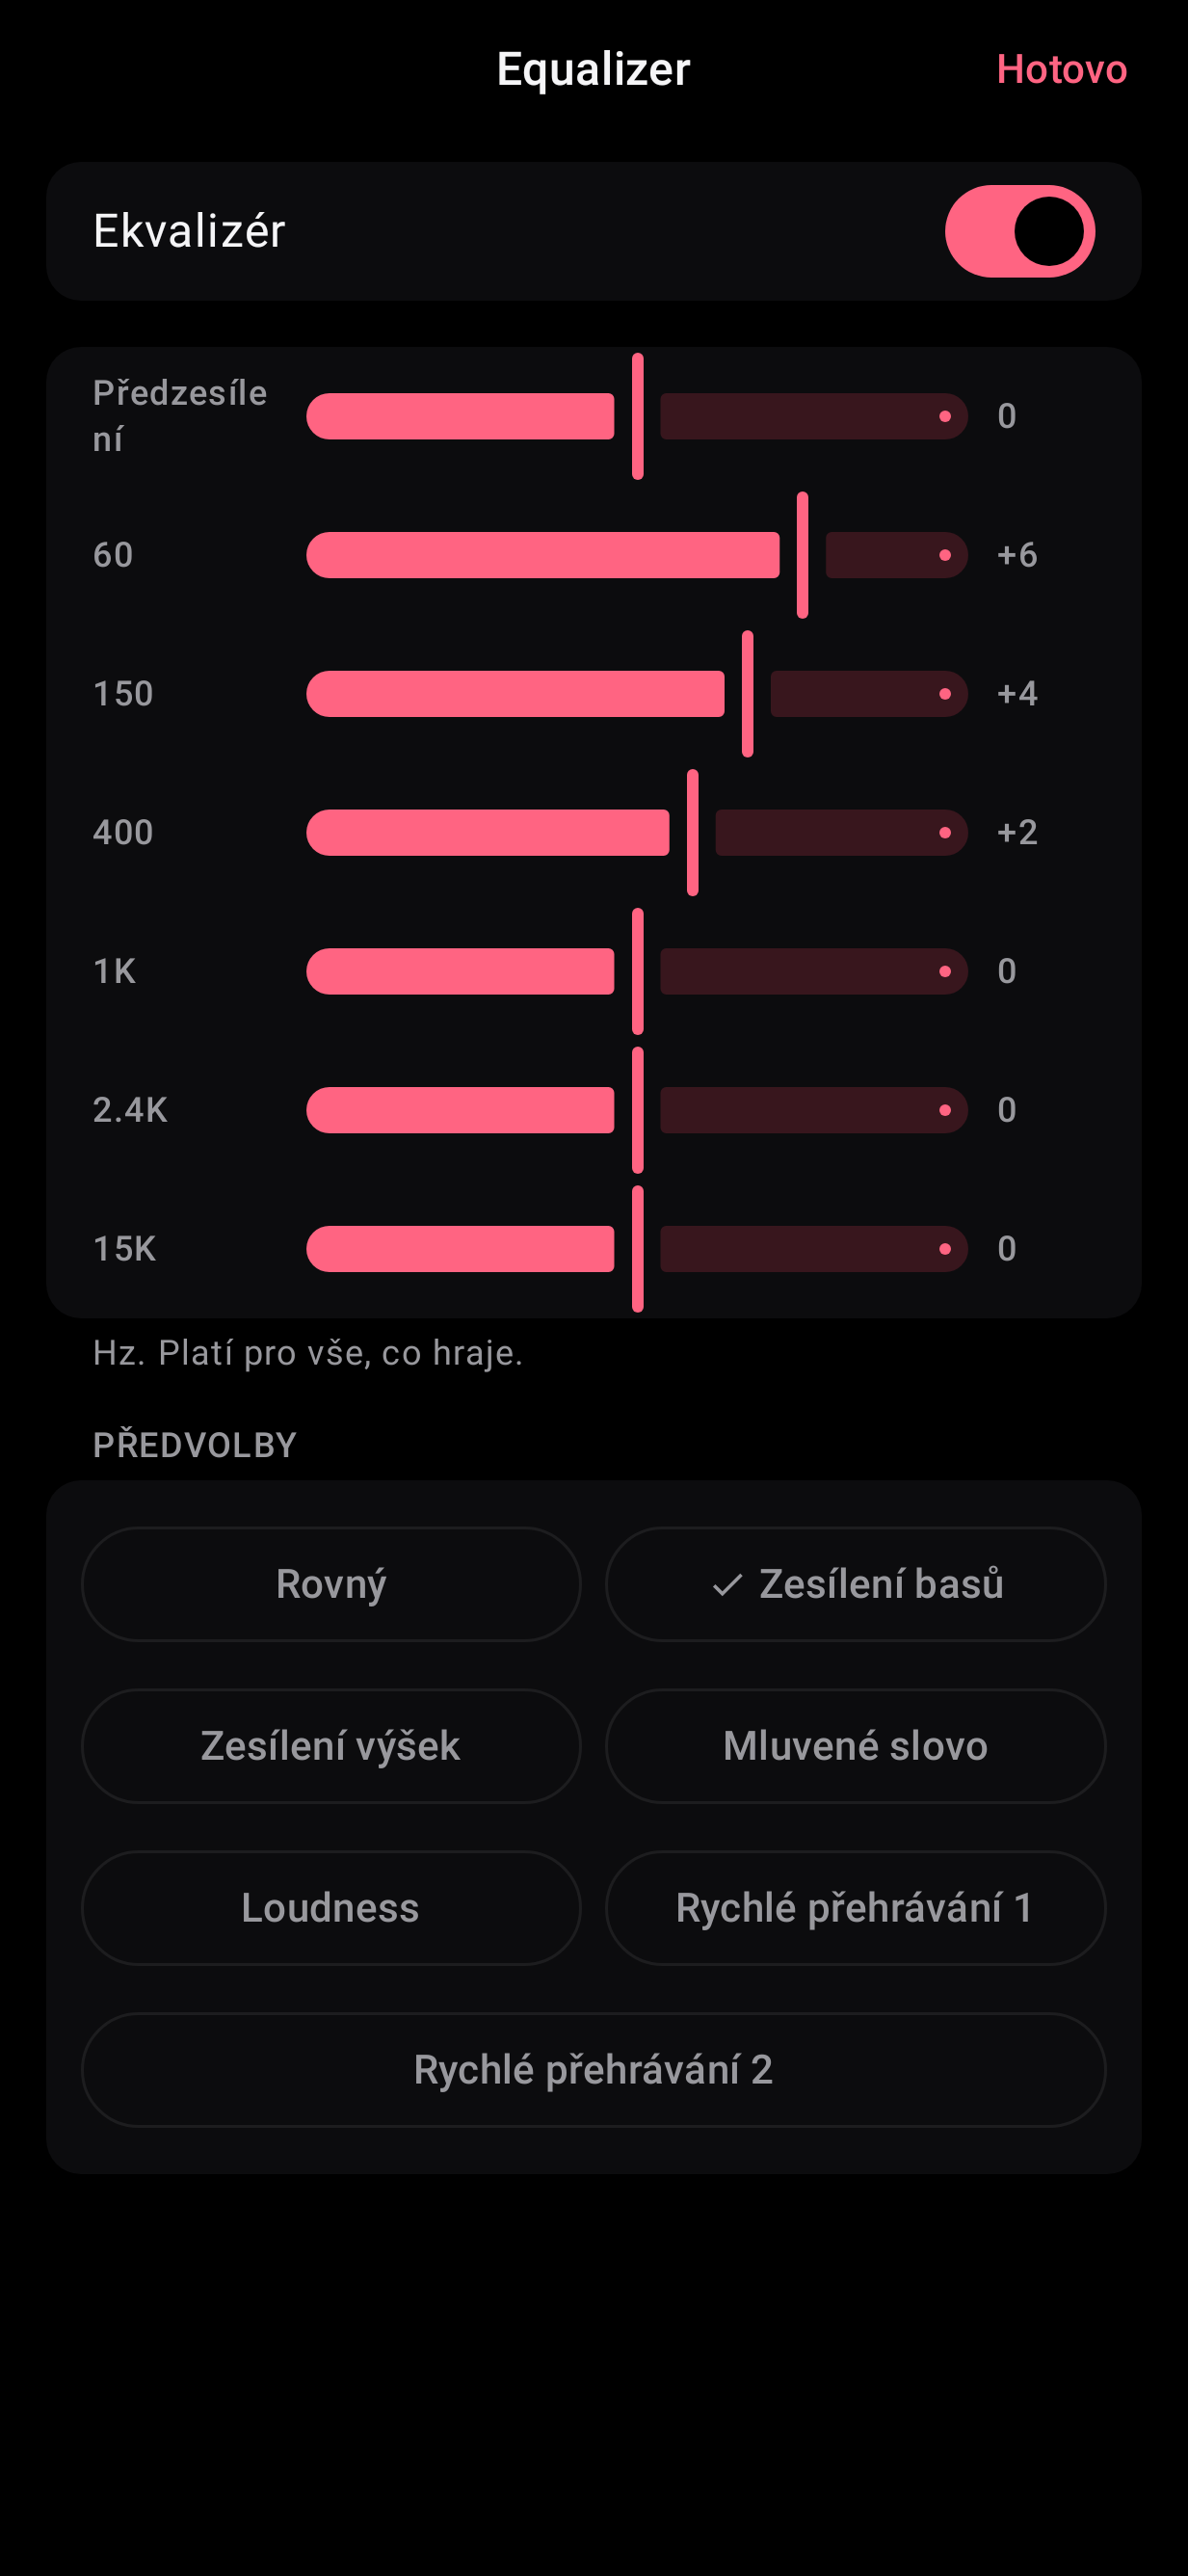 Equalizer
Hotovo
Ekvalizér
Předzesíle
ní
0
60
+6
150
+4
400
+2
1K
0
2.4K
0
15K
0
Hz. Platí pro vše, co hraje.
PŘEDVOLBY
Rovný
Zesílení basů
Zesílení výšek
Mluvené slovo
Loudness
Rychlé přehrávání 1
Rychlé přehrávání 2